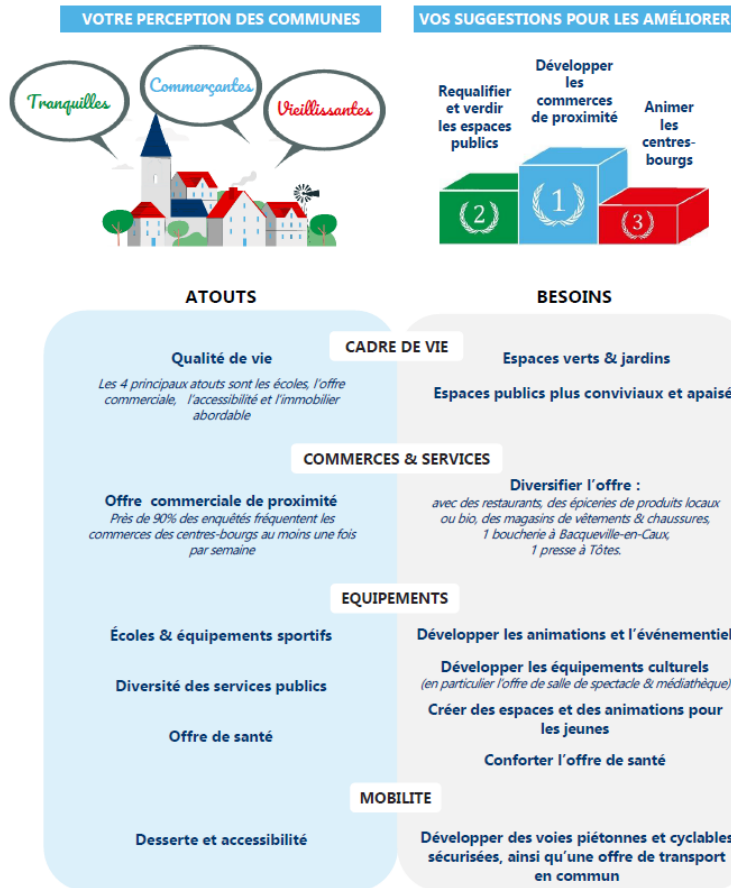 VOTRE PERCEPTION DES COMMUNES
Tranquilles
Commerçantes
Vieillissantes
VOS SUGGESTIONS POUR LES AMÉLIORER
Requalifier
et verdir
les espaces
publics
Développer
les
commerces
de proximité
Animer
les
centres-
bourgs
2
1
3
ATOUTS
BESOINS
CADRE DE VIE
Qualité de vie
Les 4 principaux atouts sont les écoles, l'offre
commerciale, l'accessibilité et l'immobilier
abordable
Espaces verts & jardins
Espaces publics plus conviviaux et apaisé
COMMERCES & SERVICES
Offre commerciale de proximité
Près de 90% des enquêtés fréquentent les
commerces des centres-bourgs au moins une fois
par semaine
Diversifier l'offre :
avec des restaurants, des épiceries de produits locaux
ou bio, des magasins de vêtements & chaussures,
1 boucherie à Bacqueville-en-Caux,
1 presse à Tôtes.
EQUIPEMENTS
Écoles & équipements sportifs
Diversité des services publics
Offre de santé
Développer les animations et l'événementiel
Développer les équipements culturels
(en particulier l'offre de salle de spectacle & médiathèque)
Créer des espaces et des animations pour
les jeunes
Conforter l'offre de santé
MOBILITE
Desserte et accessibilité
Développer des voies piétonnes et cyclables
sécurisées, ainsi qu'une offre de transport
en commun